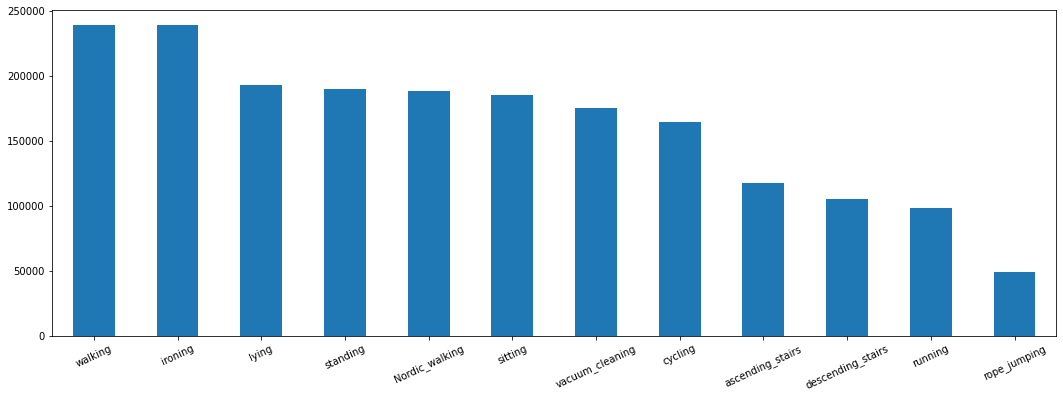 250000
200000
150000
100000
50000
0
walking
ironing
lying
standing
Nordic_walking
sitting
vacuum_cleaning
cycling
ascending_stairs
descending_stairs
running
rope_jumping